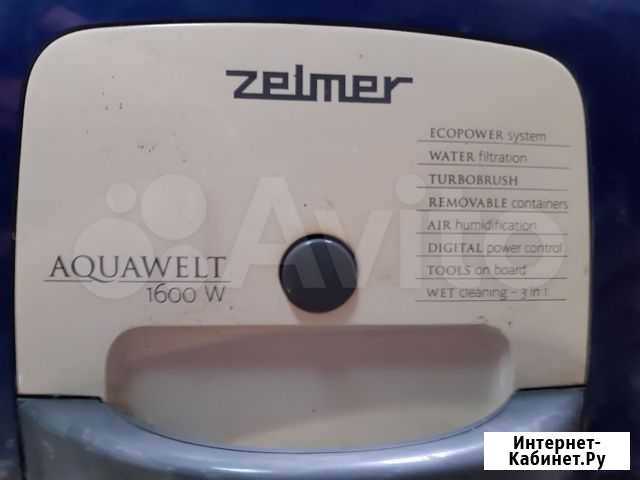 zelmer
ECOPOWER system
WATER filtration
TURBOBRUSH
REMOVABLE containers
AIR humidification
DIGITAL power control
TOOLS on board
WET cleaning - 3 in 1
AQUAWELT
1600 W
Avito
Интернет-
Кабинет.Ру